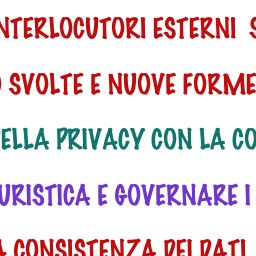 INTERLOCUTORI ESTERNI S
SVOLTE E NUOVE FORME
ELLA PRIVACY CON LA CO
URISTICA E GOVERNARE I
A CONSISTENZA DEI DATI